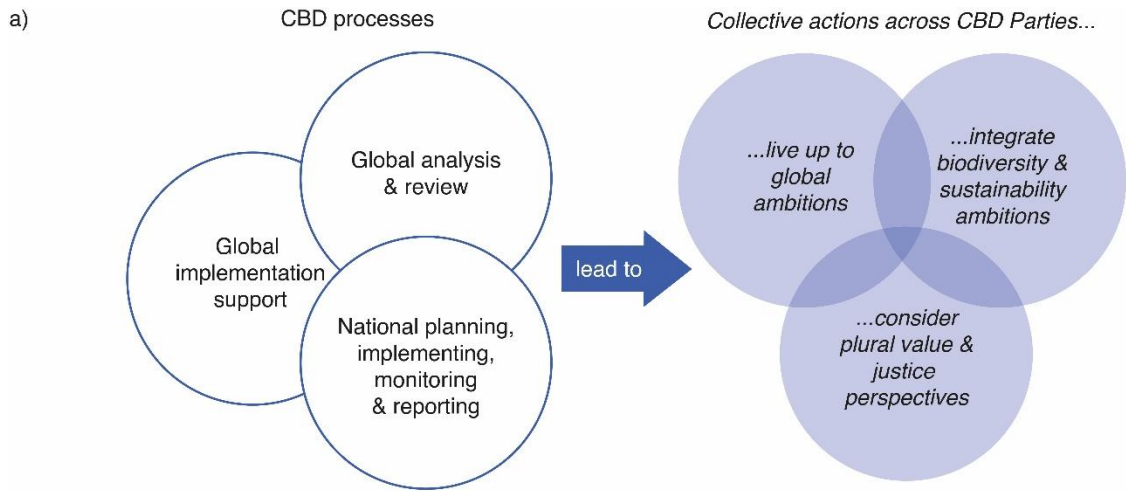 a)
CBD processes
Global analysis
& review
Global
implementation
support
National planning,
implementing,
monitoring
& reporting
lead to
Collective actions across CBD Parties...
...live up to
global
ambitions
...integrate
biodiversity &
sustainability
ambitions
...consider
plural value &
justice
perspectives